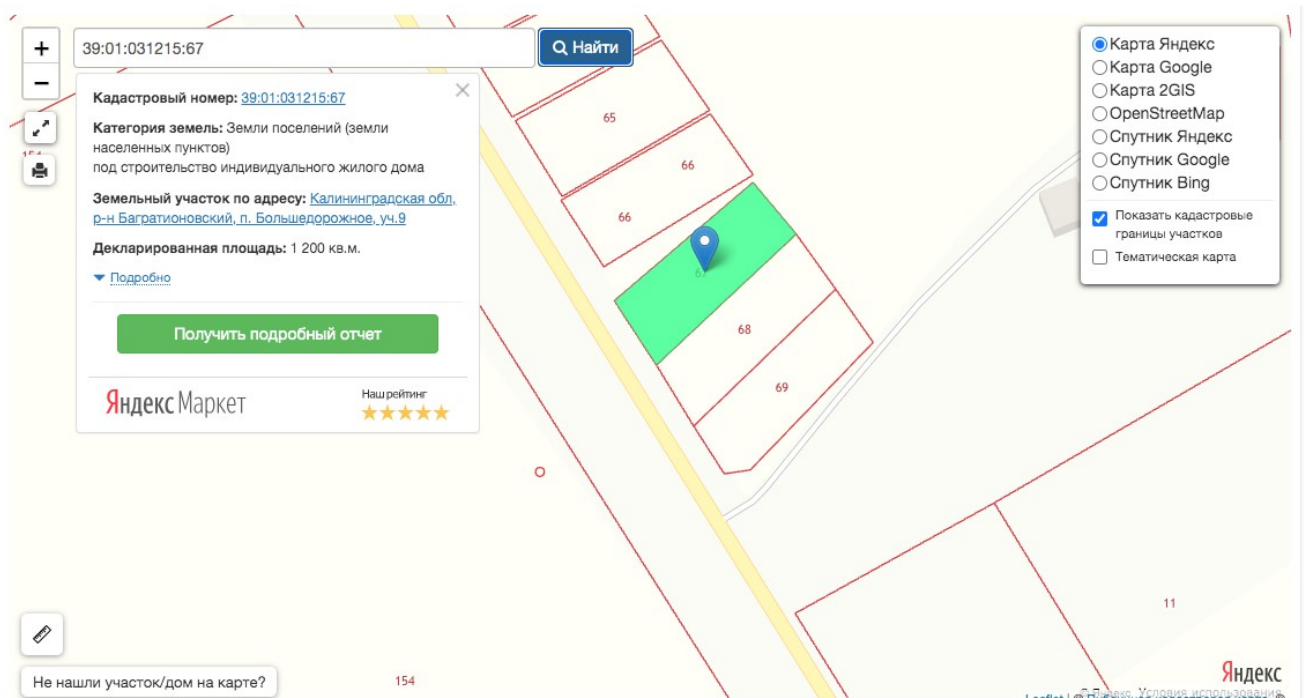 +
39:01:031215:67
Найти
−
Кадастровый номер: 39:01:031215:67
Категория земель: Земли поселений (земли
населенных пунктов)
под строительство индивидуального жилого дома
Земельный участок по адресу: Калининградская обл,
р-н Багратионовский, п. Большедорожное, уч.9
Декларированная площадь: 1 200 кв.м.
Подробно
Получить подробный отчет
Яндекс Маркет
Наш рейтинг
Карта Яндекс
Карта Google
Карта 2GIS
OpenStreetMap
Спутник Яндекс
Спутник Google
Спутник Bing
Показать кадастровые
границы участков
Тематическая карта
65
66
66
67
68
69
11
154
Не нашли участок/дом на карте?
Яндекс
© Яндекс Условия использования